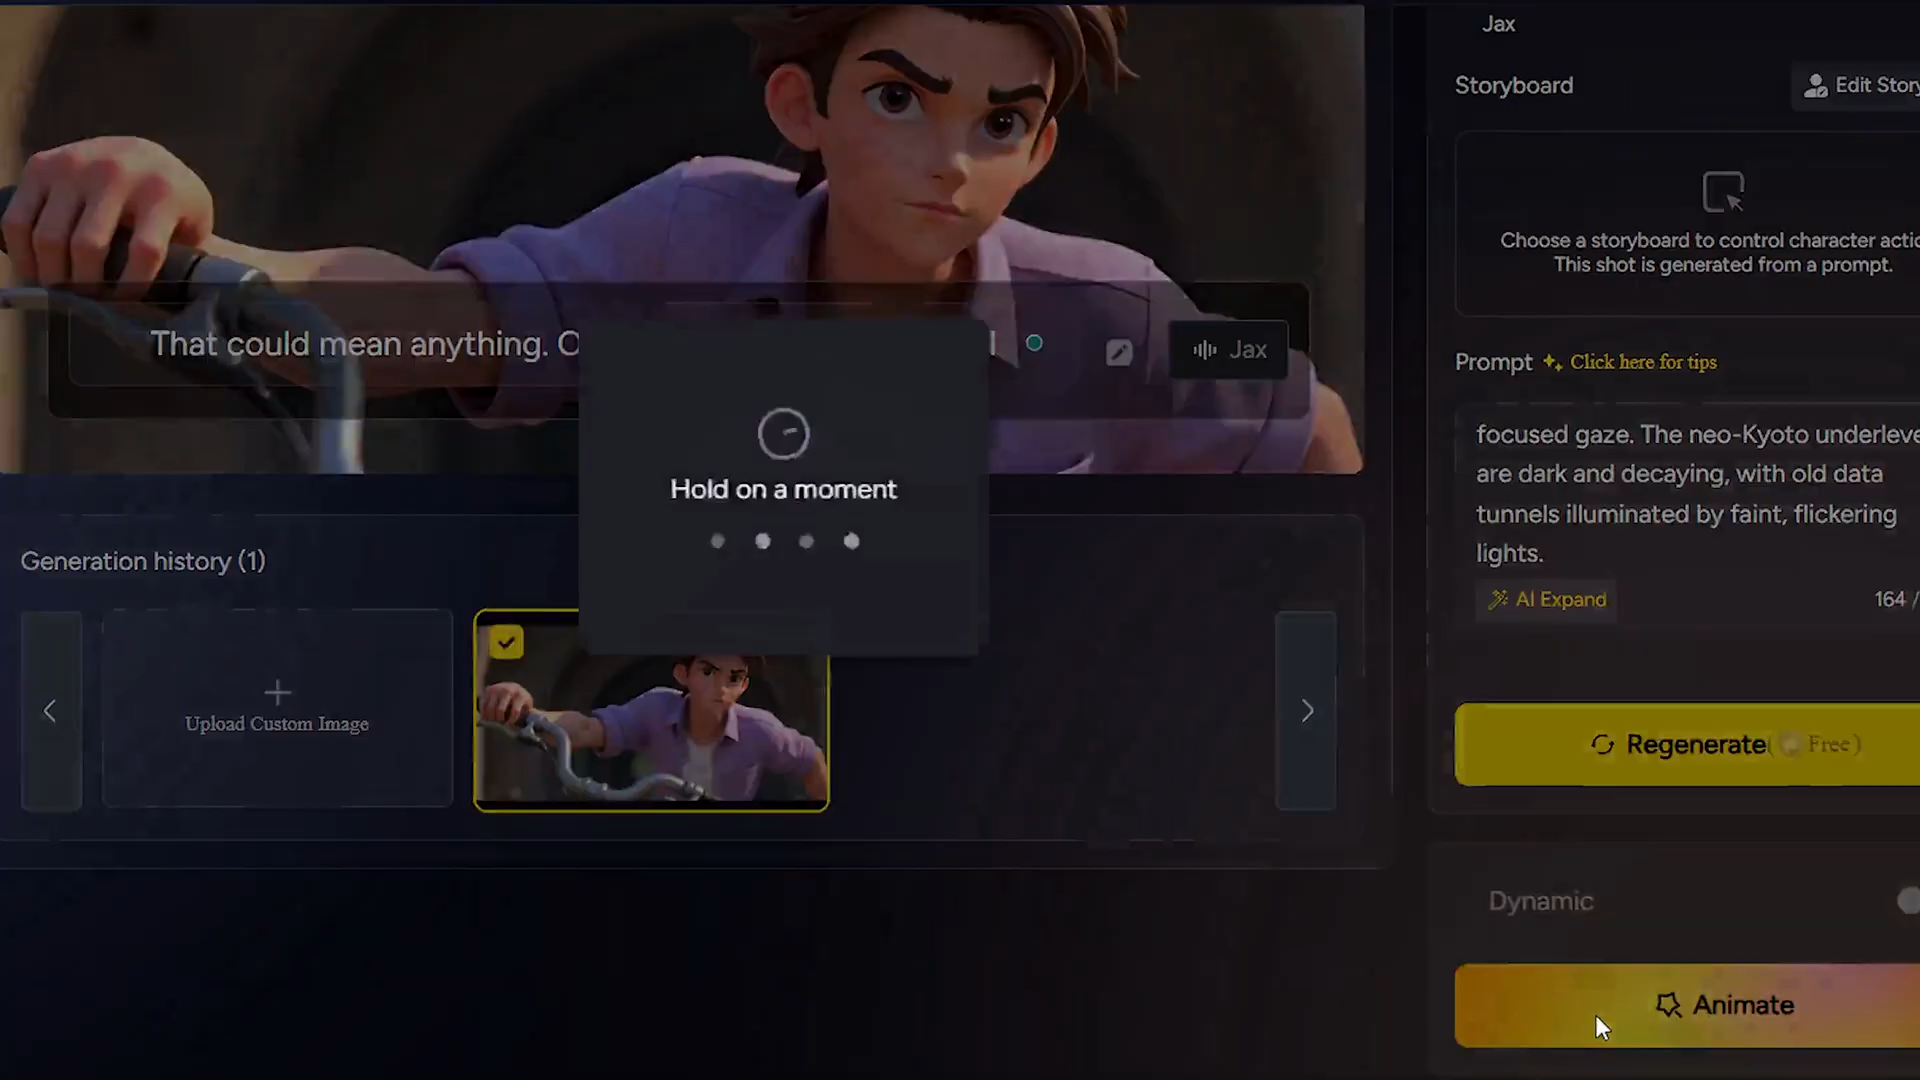 Jax
Storyboard
Edit Story
Choose a storyboard to control character actio
This shot is generated from a prompt.
That could mean anything.
Jax
Prompt Click here for tips
focused gaze. The neo-Kyoto underleve
are dark and decaying, with old data
tunnels illuminated by faint, flickering
lights.
AI Expand
164 /
Hold on a moment
Generation history (1)
Upload Custom Image
Regenerate( Free)
Dynamic
Animate